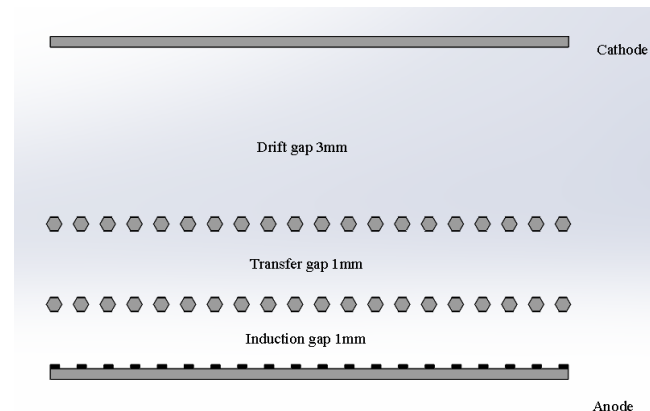 Cathode
Drift gap 3mm
Transfer gap 1mm
Induction gap 1mm
Anode